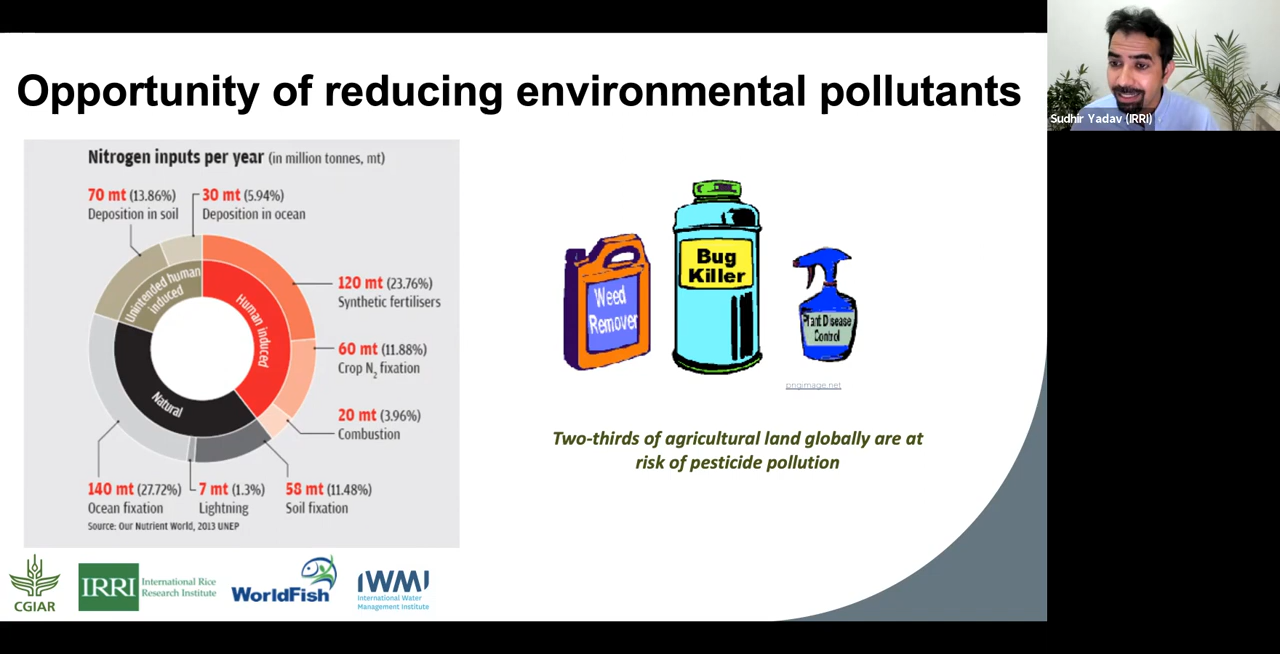 Opportunity of reducing environmental pollutants
Sudhir Yadav (IRRI)
Nitrogen inputs per year (in million tonnes, mt)
70 mt (13.86%)
Deposition in soil
30 mt (5.94%)
Deposition in ocean
120 mt (23.76%)
Synthetic fertilisers
60 mt (11.88%)
Crop N2 fixation
20 mt (3.96%)
Combustion
Unintended human
induced
Human induced
Natural
140 mt (27.72%)
Ocean fixation
7 mt (1.3%)
Lightning
58 mt (11.48%)
Soil fixation
Source: Our Nutrient World, 2013 UNEP
Weed
Remover
Bug
Killer
Plant Disease
Control
pngimage.net
Two-thirds of agricultural land globally are at
risk of pesticide pollution
CGIAR
IRRI
International Rice
Research Institute
WorldFish
IWMI
International Water
Management Institute